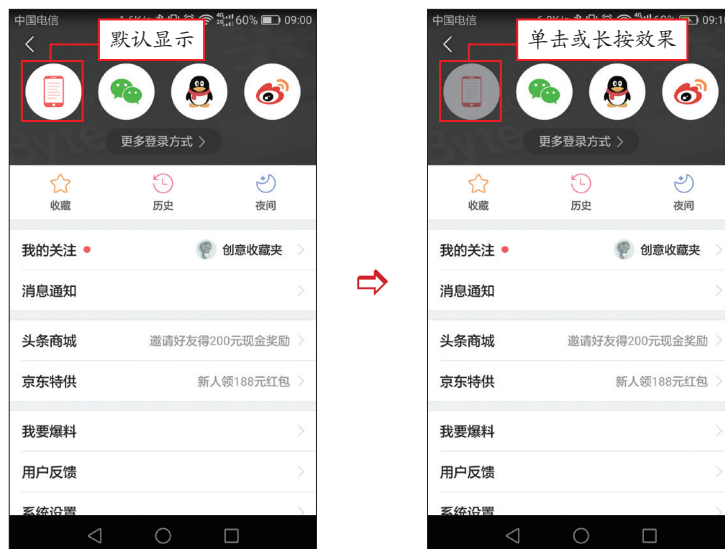 中国电信 60% 09:00
默认显示
更多登录方式
收藏 历史 夜间
我的关注 创意收藏夹
消息通知
头条商城 邀请好友得200元现金奖励
京东特供 新人领188元红包
我要爆料
用户反馈
系统设置
中国电信 09:10
单击或长按效果
更多登录方式
收藏 历史 夜间
我的关注 创意收藏夹
消息通知
头条商城 邀请好友得200元现金奖励
京东特供 新人领188元红包
我要爆料
用户反馈
系统设置